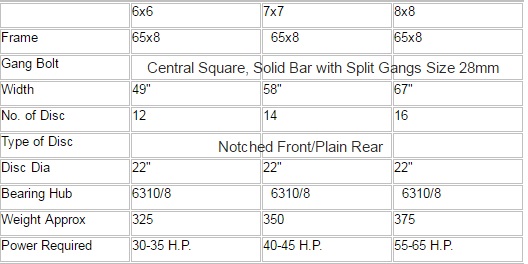 6x6 7x7 8x8
Frame 65x8 65x8 65x8
Gang Bolt Central Square, Solid Bar with Split Gangs Size 28mm
Width 49" 58" 67"
No. of Disc 12 14 16
Type of Disc Notched Front/Plain Rear
Disc Dia 22" 22" 22"
Bearing Hub 6310/8 6310/8 6310/8
Weight Approx 325 350 375
Power Required 30-35 H.P. 40-45 H.P. 55-65 H.P.